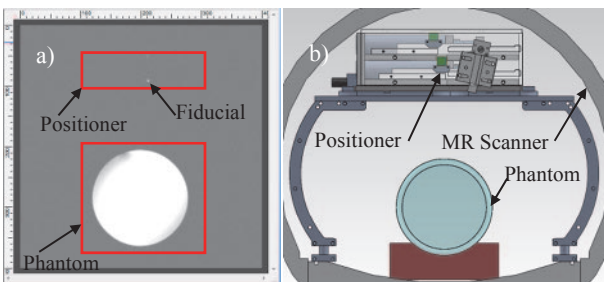 a)
Positioner
Fiducial
Phantom
b)
Positioner
MR Scanner
Phantom